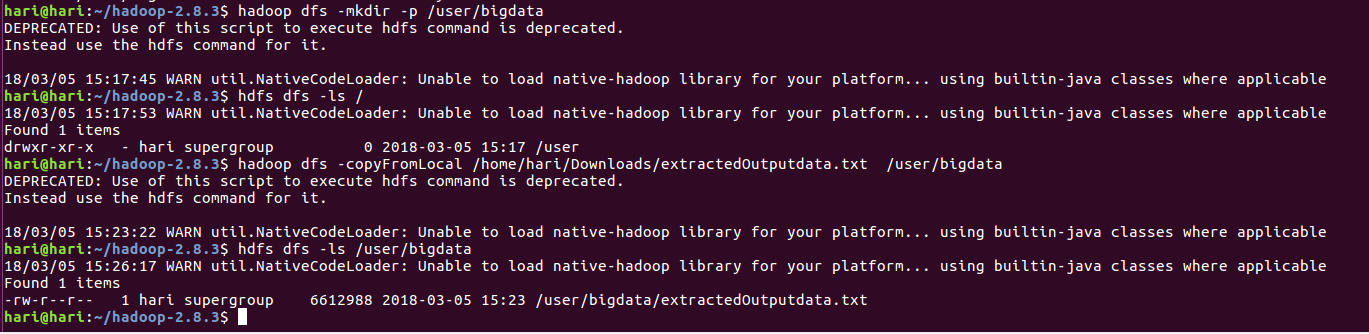 hari@hari:~/hadoop-2.8.3$ hadoop dfs -mkdir -p /user/bigdata
DEPRECATED: Use of this script to execute hdfs command is deprecated.
Instead use the hdfs command for it.
18/03/05 15:17:45 WARN util.NativeCodeLoader: Unable to load native-hadoop library for your platform... using builtin-java classes where applicable
hari@hari:~/hadoop-2.8.3$ hdfs dfs -ls /
18/03/05 15:17:53 WARN util.NativeCodeLoader: Unable to load native-hadoop library for your platform... using builtin-java classes where applicable
Found 1 items
drwxr-xr-x   - hari supergroup          0 2018-03-05 15:17 /user
hari@hari:~/hadoop-2.8.3$ hadoop dfs -copyFromLocal /home/hari/Downloads/extractedOutputdata.txt  /user/bigdata
DEPRECATED: Use of this script to execute hdfs command is deprecated.
Instead use the hdfs command for it.
18/03/05 15:23:22 WARN util.NativeCodeLoader: Unable to load native-hadoop library for your platform... using builtin-java classes where applicable
hari@hari:~/hadoop-2.8.3$ hdfs dfs -ls /user/bigdata
18/03/05 15:26:17 WARN util.NativeCodeLoader: Unable to load native-hadoop library for your platform... using builtin-java classes where applicable
Found 1 items
-rw-r--r--   1 hari supergroup    6612988 2018-03-05 15:23 /user/bigdata/extractedOutputdata.txt
hari@hari:~/hadoop-2.8.3$